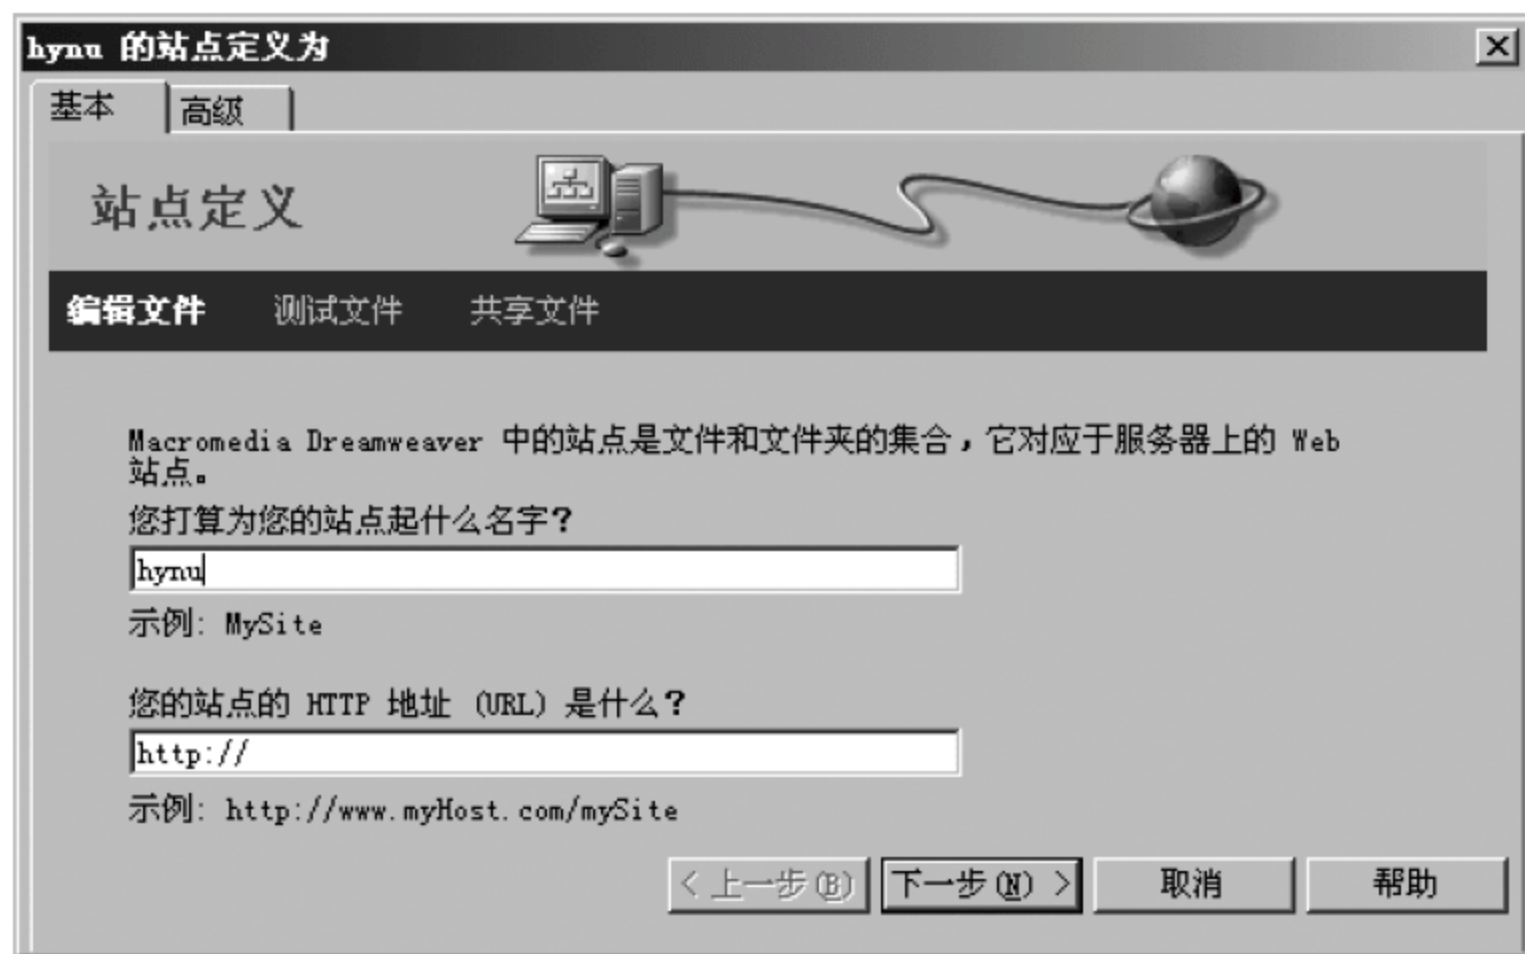 hynu 的站点定义为
基本 高级
站点定义
编辑文件 测试文件 共享文件
Macromedia Dreamweaver 中的站点是文件和文件夹的集合，它对应于服务器上的 Web
站点。
您打算为您的站点起什么名字？
hynu
示例: MySite
您的站点的 HTTP 地址 (URL) 是什么？
http://
示例: http://www.myHost.com/mySite
< 上一步(B) 下一步(N) > 取消 帮助